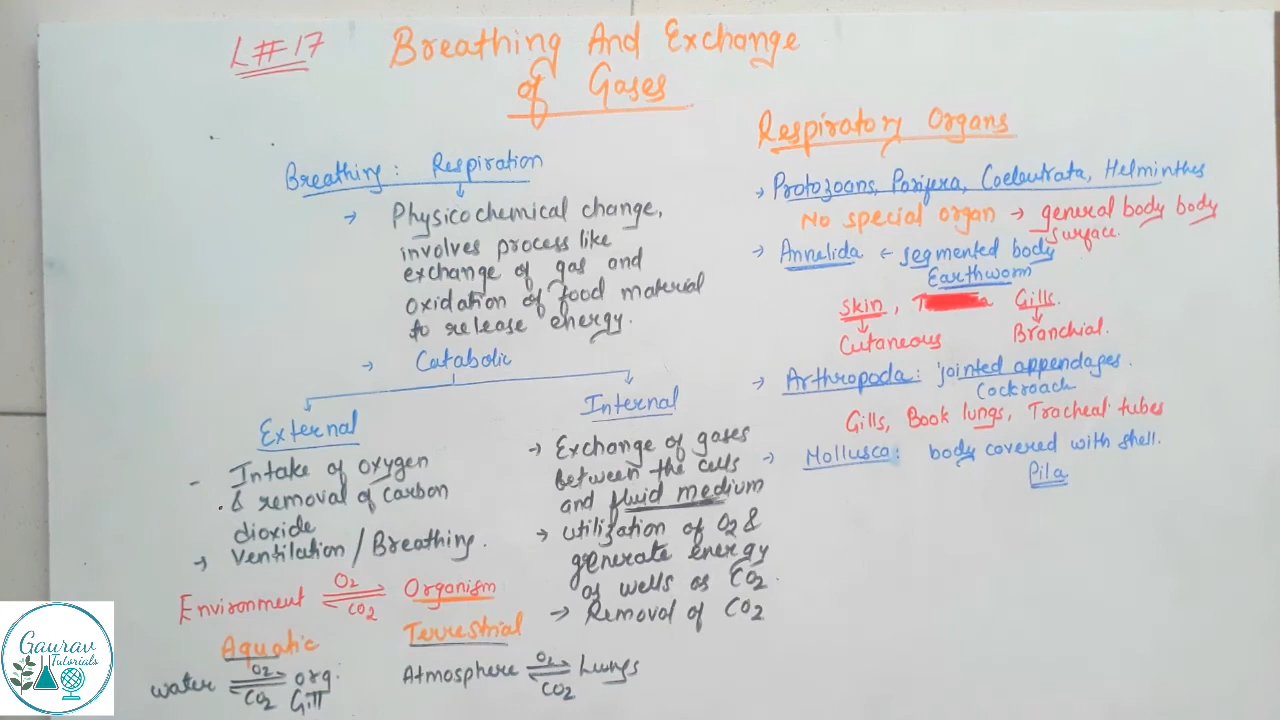 L#17
Breathing And Exchange
of Gases
Breathing: Respiration
→ Physicochemical change,
involves process like
exchange of gas and
oxidation of food material
to release energy.
→ Catabolic
External
- Intake of oxygen
& removal of carbon
dioxide
→ Ventilation / Breathing.
Environment O2 ⇌ CO2 Organism
Aquatic
water O2 ⇌ CO2 org.
Gill
Terrestrial
Atmosphere O2 ⇌ CO2 Lungs
Internal
→ Exchange of gases
between the cells
and fluid medium
→ utilization of O2 &
generate energy
as wells as CO2.
→ Removal of CO2
Respiratory Organs
→ Protozoans, Porifera, Coelentrata, Helminthes
No special organ → general body body
surface.
→ Annelida ← segmented body
Earthworm
Skin, Gills.
Cutaneous Branchial.
→ Arthropoda: jointed appendages.
Cockroach
Gills, Book lungs, Tracheal tubes
→ Mollusca: body covered with shell.
Pila
Gaurav
Tutorials